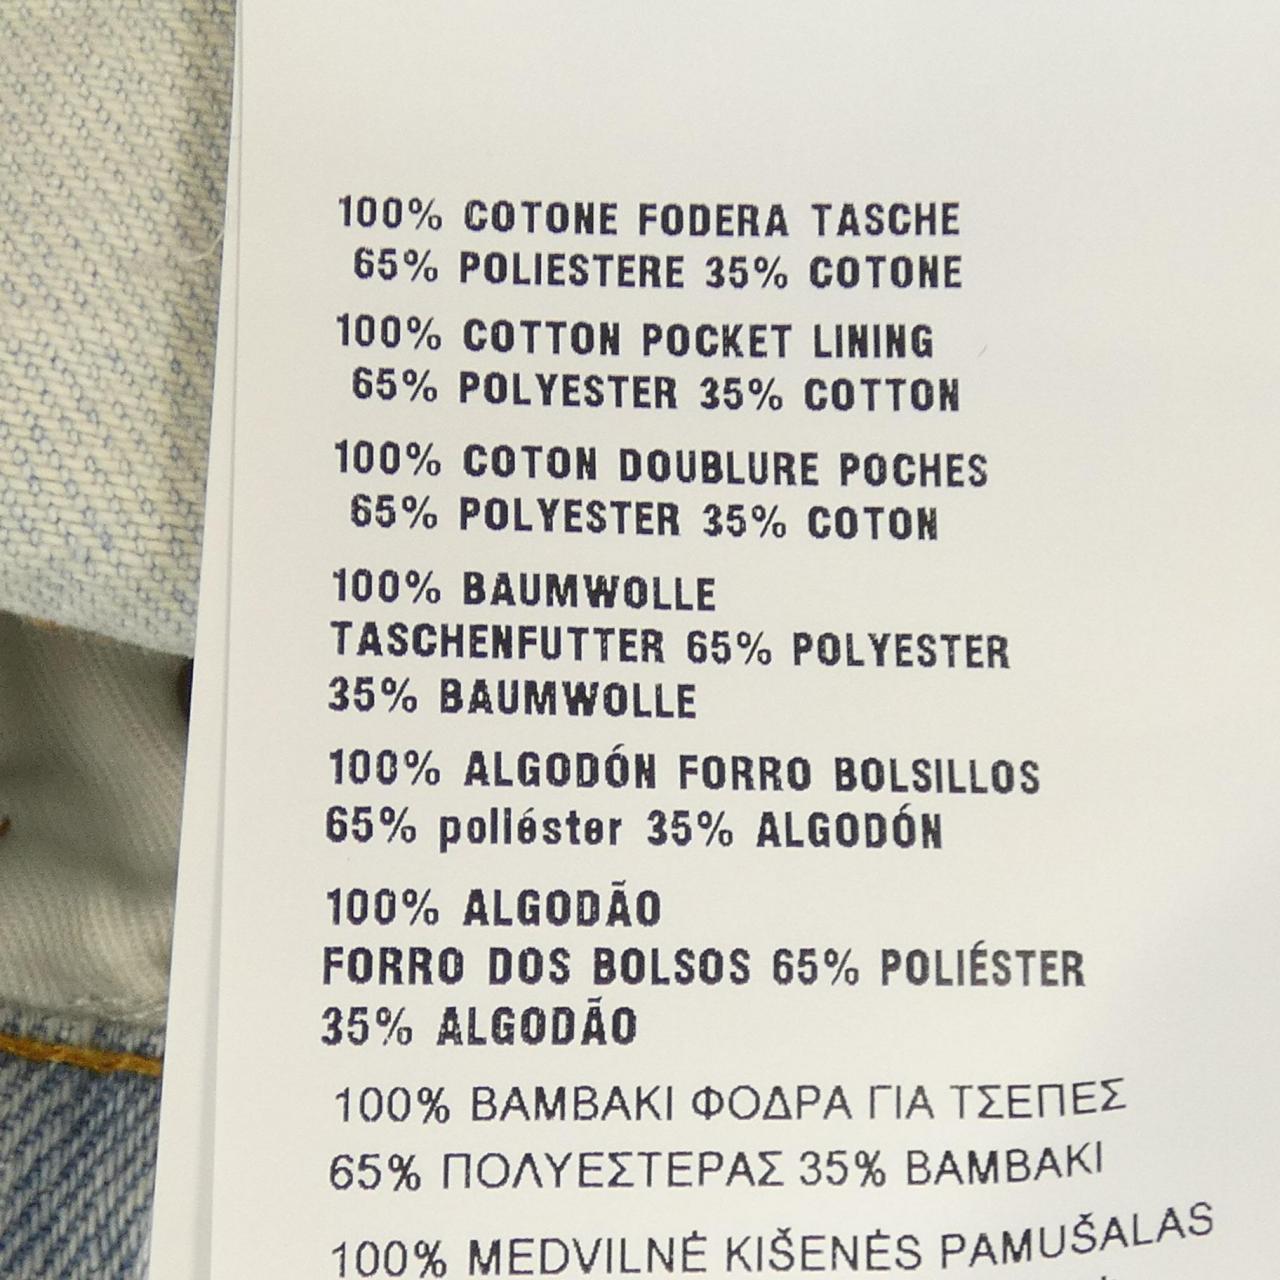 100% COTONE FODERA TASCHE
65% POLIESTERE 35% COTONE
100% COTTON POCKET LINING
65% POLYESTER 35% COTTON
100% COTON DOUBLURE POCHES
65% POLYESTER 35% COTON
100% BAUMWOLLE
TASCHENFUTTER 65% POLYESTER
35% BAUMWOLLE
100% ALGODÓN FORRO BOLSILLOS
65% poliéster 35% ALGODÓN
100% ALGODÃO
FORRO DOS BOLSOS 65% POLIÉSTER
35% ALGODÃO
100% ΒΑΜΒΑΚΙ ΦΟΔΡΑ ΓΙΑ ΤΣΕΠΕΣ
65% ΠΟΛΥΕΣΤΕΡΑΣ 35% ΒΑΜΒΑΚΙ
100% MEDVILNĖ KIŠENĖS PAMUŠALAS